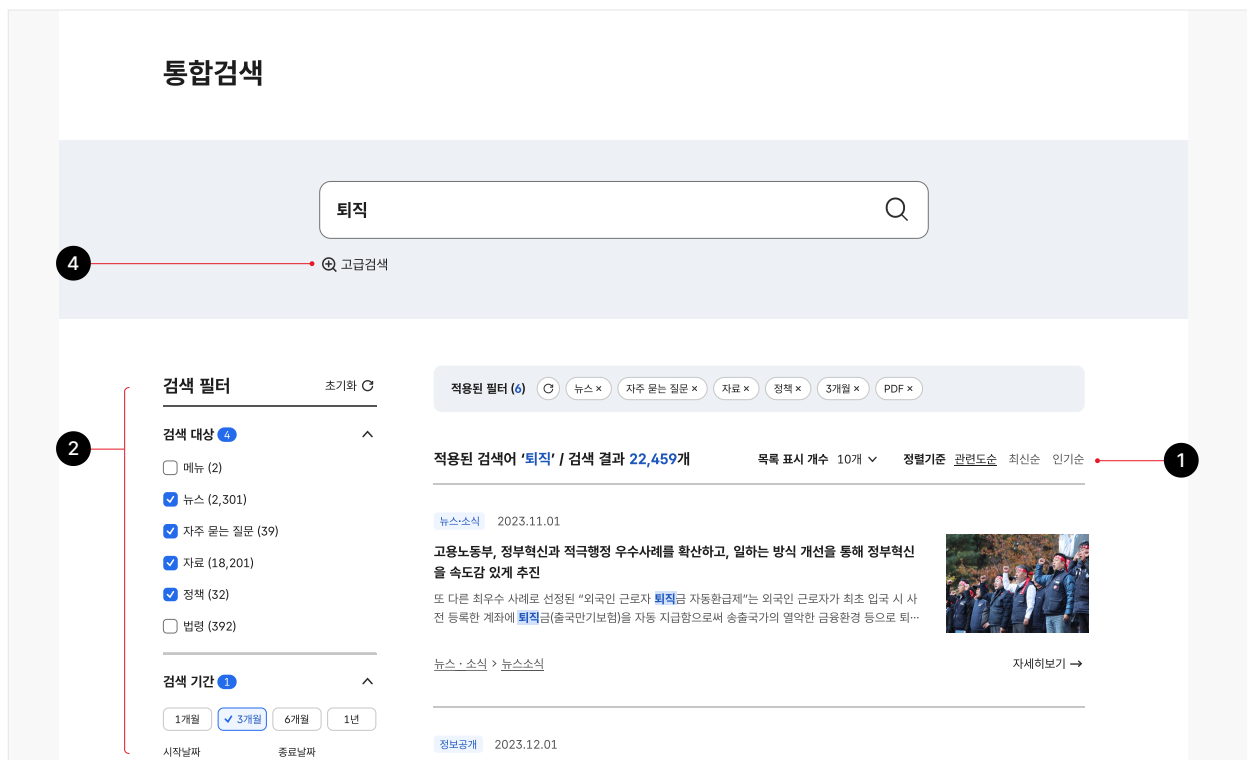 통합검색
퇴직
4
고급검색
검색 필터 초기화
2
검색 대상 4
메뉴 (2)
뉴스 (2,301)
자주 묻는 질문 (39)
자료 (18,201)
정책 (32)
법령 (392)
검색 기간 1
1개월 3개월 6개월 1년
시작날짜 종료날짜
적용된 필터 (6) 뉴스 × 자주 묻는 질문 × 자료 × 정책 × 3개월 × PDF ×
적용된 검색어 ‘퇴직’ / 검색 결과 22,459개 목록 표시 개수 10개 정렬기준 관련도순 최신순 인기순
1
뉴스·소식 2023.11.01
고용노동부, 정부혁신과 적극행정 우수사례를 확산하고, 일하는 방식 개선을 통해 정부혁신
을 속도감 있게 추진
또 다른 최우수 사례로 선정된 “외국인 근로자 퇴직금 자동환급제”는 외국인 근로자가 최초 입국 시 사
전 등록한 계좌에 퇴직금(출국만기보험)을 자동 지급함으로써 송출국가의 열악한 금융환경 등으로 퇴…
뉴스 · 소식 > 뉴스소식 자세히보기 →
정보공개 2023.12.01